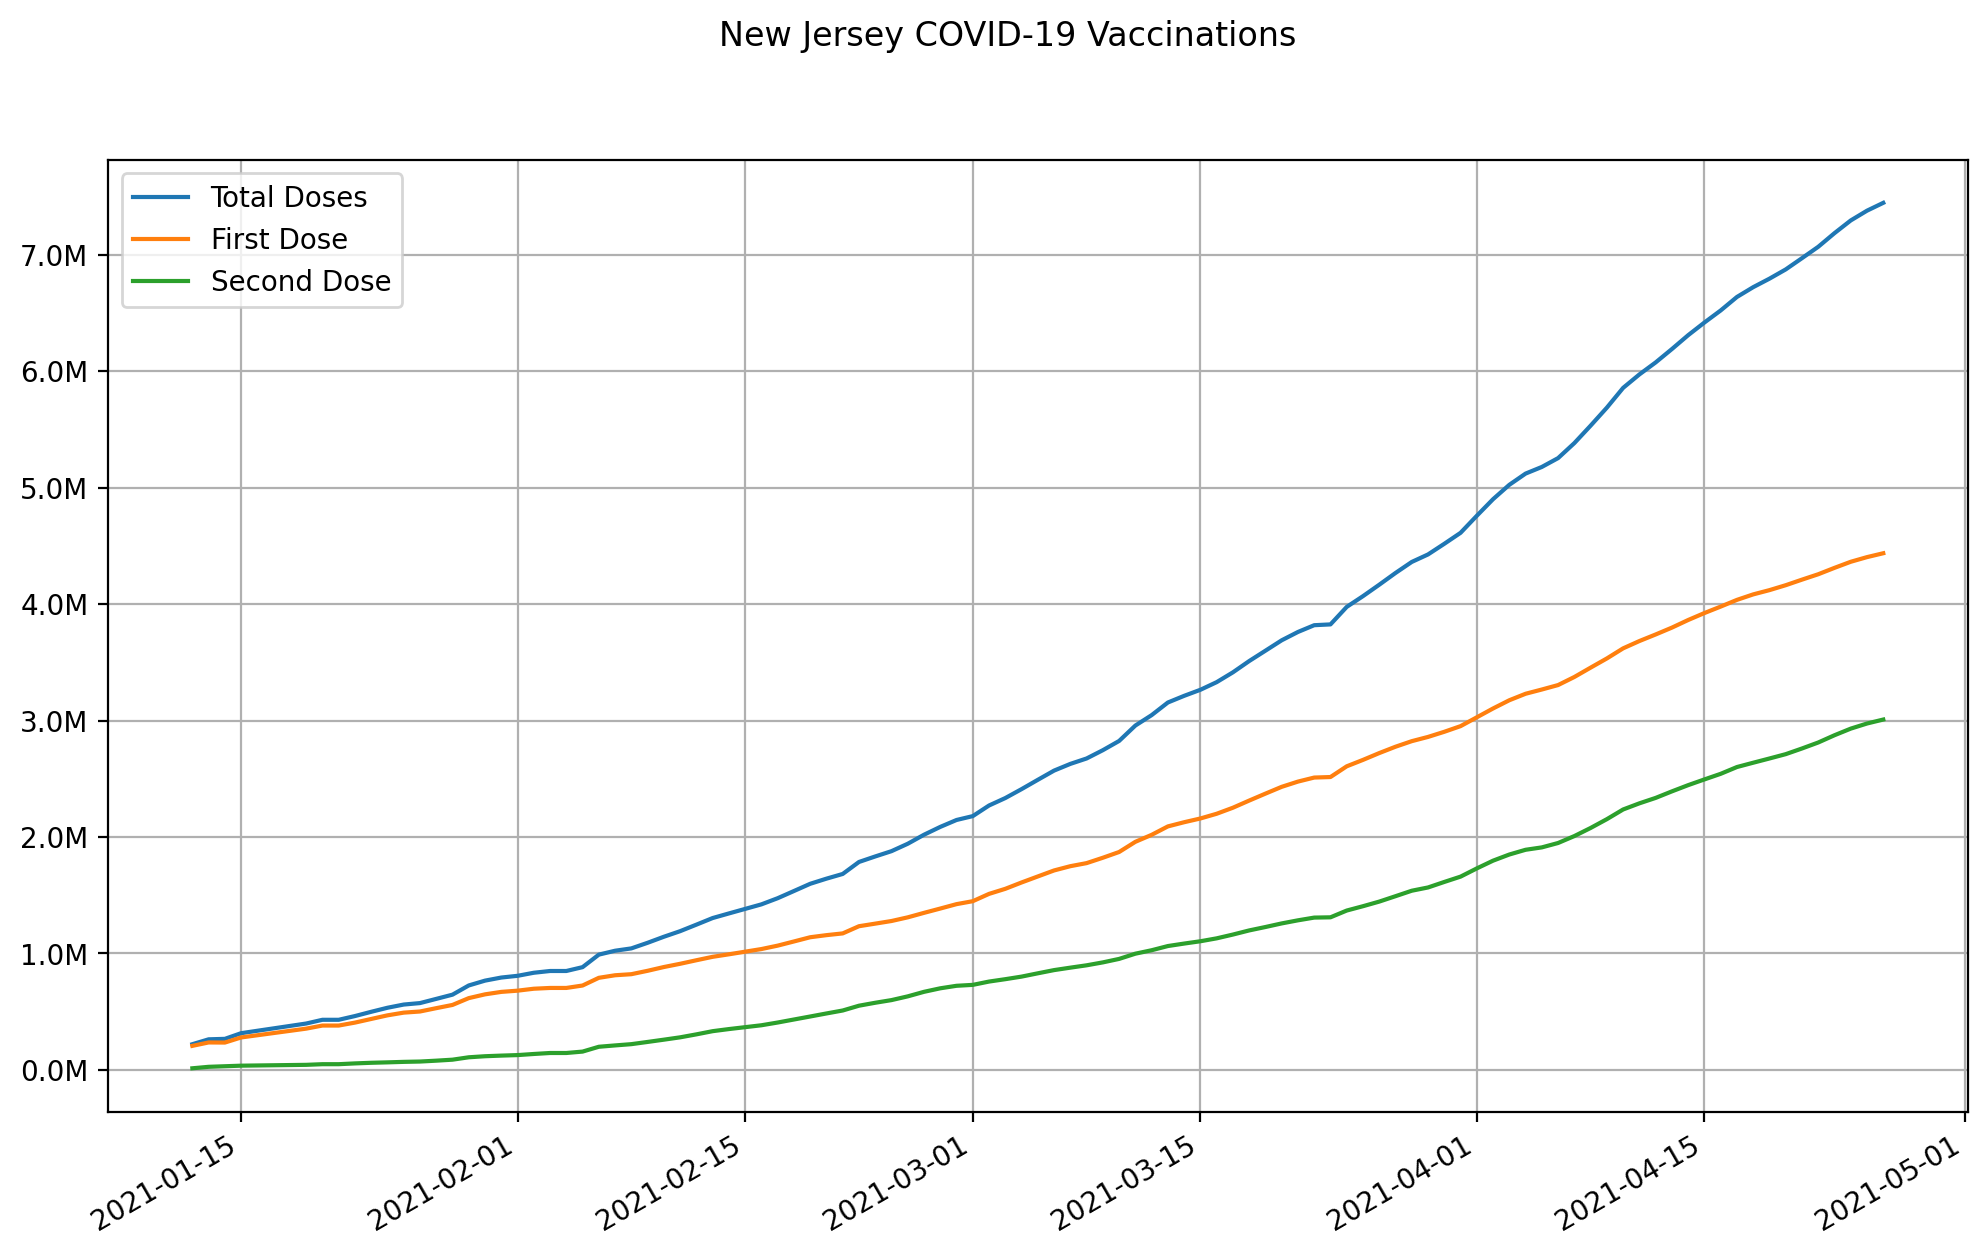 New Jersey COVID-19 Vaccinations
Total Doses
First Dose
Second Dose
7.0M
6.0M
5.0M
4.0M
3.0M
2.0M
1.0M
0.0M
2021-01-15
2021-02-01
2021-02-15
2021-03-01
2021-03-15
2021-04-01
2021-04-15
2021-05-01